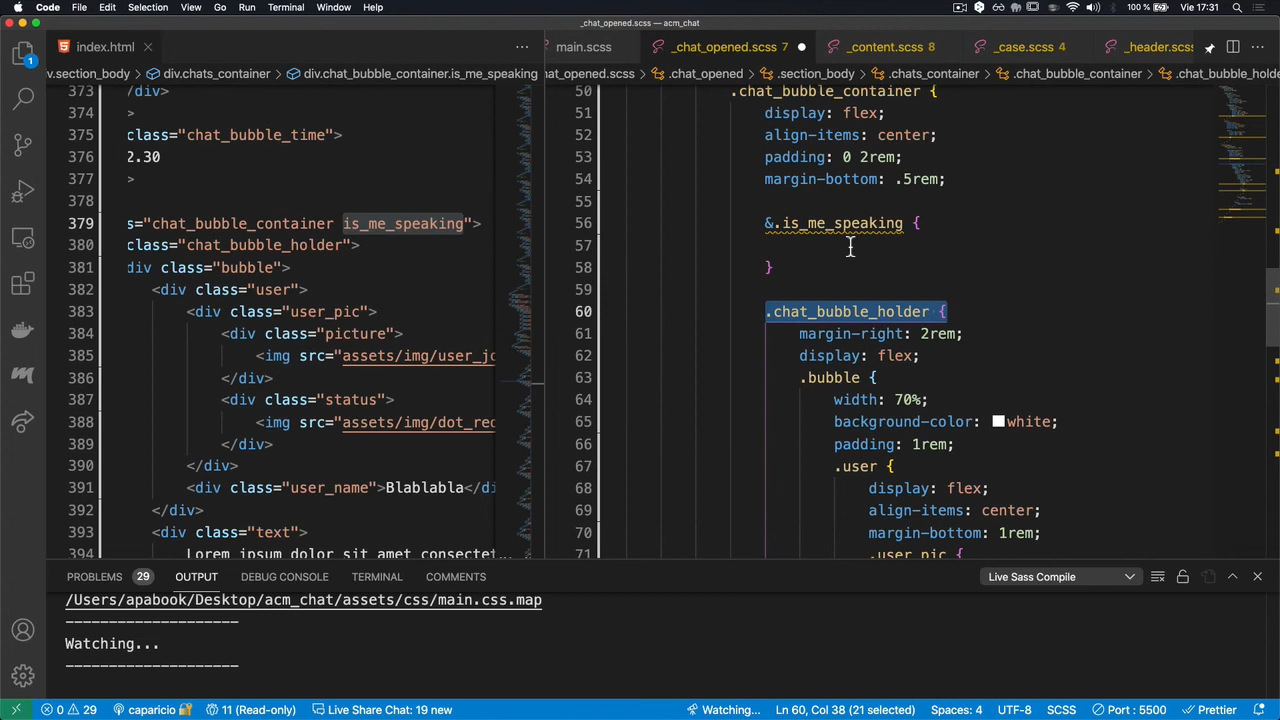 Code File Edit Selection View Go Run Terminal Window Help 100 % Vie 17:31
_chat_opened.scss — acm_chat
index.html
main.scss _chat_opened.scss 7 _content.scss 8 _case.scss 4 _header.scss
div.section_body div.chats_container div.chat_bubble_container.is_me_speaking
at_opened.scss .chat_opened .section_body .chats_container .chat_bubble_container .chat_bubble_holde
373 /div>
374 >
375 class="chat_bubble_time">
376 2.30
377 >
378
379 s="chat_bubble_container is_me_speaking">
380 class="chat_bubble_holder">
381 div class="bubble">
382 <div class="user">
383 <div class="user_pic">
384 <div class="picture">
385 <img src="assets/img/user_jo
386 </div>
387 <div class="status">
388 <img src="assets/img/dot_red
389 </div>
390 </div>
391 <div class="user_name">Blablabla</di
392 </div>
393 <div class="text">
394 Lorem ipsum dolor sit amet consectet
50 .chat_bubble_container {
51 display: flex;
52 align-items: center;
53 padding: 0 2rem;
54 margin-bottom: .5rem;
55
56 &.is_me_speaking {
57
58 }
59
60 .chat_bubble_holder {
61 margin-right: 2rem;
62 display: flex;
63 .bubble {
64 width: 70%;
65 background-color: white;
66 padding: 1rem;
67 .user {
68 display: flex;
69 align-items: center;
70 margin-bottom: 1rem;
71 .user_pic {
PROBLEMS 29 OUTPUT DEBUG CONSOLE TERMINAL COMMENTS Live Sass Compile
/Users/apabook/Desktop/acm_chat/assets/css/main.css.map
--------------------
Watching...
--------------------
1
0 29 caparicio 11 (Read-only) Live Share Chat: 19 new Watching... Ln 60, Col 38 (21 selected) Spaces: 4 UTF-8 LF SCSS Port : 5500 Prettier